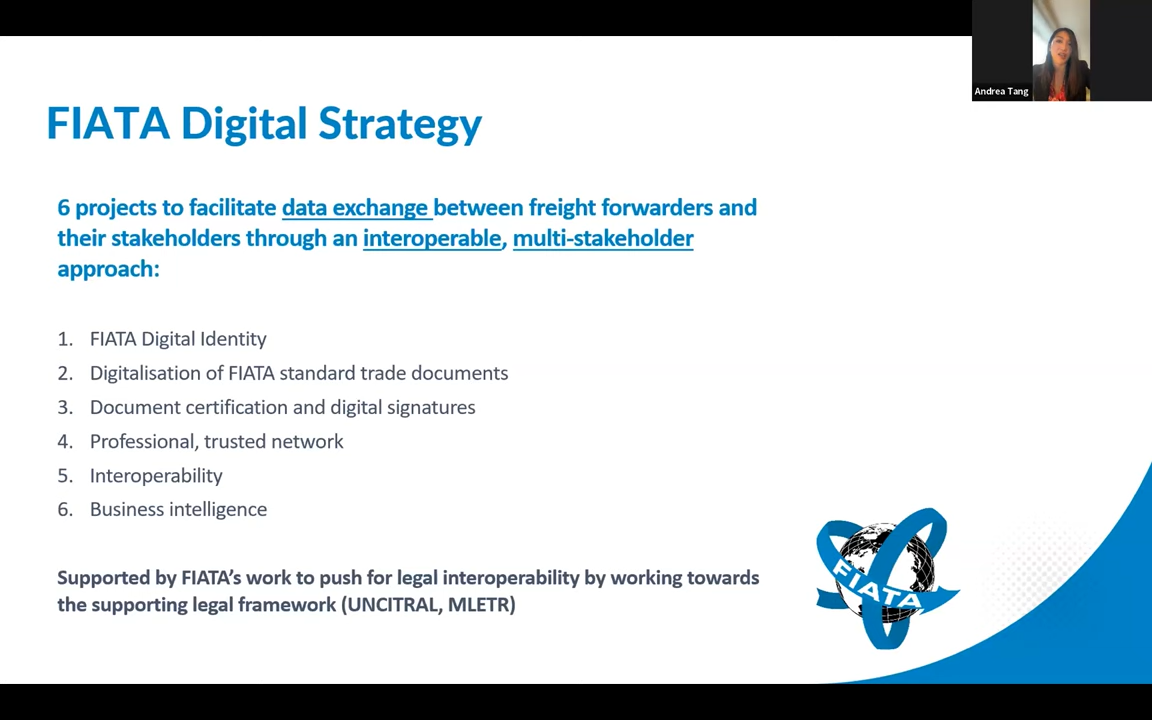 Andrea Tang
FIATA Digital Strategy
6 projects to facilitate data exchange between freight forwarders and
their stakeholders through an interoperable, multi-stakeholder
approach:
1. FIATA Digital Identity
2. Digitalisation of FIATA standard trade documents
3. Document certification and digital signatures
4. Professional, trusted network
5. Interoperability
6. Business intelligence
Supported by FIATA’s work to push for legal interoperability by working towards
the supporting legal framework (UNCITRAL, MLETR)
FIATA